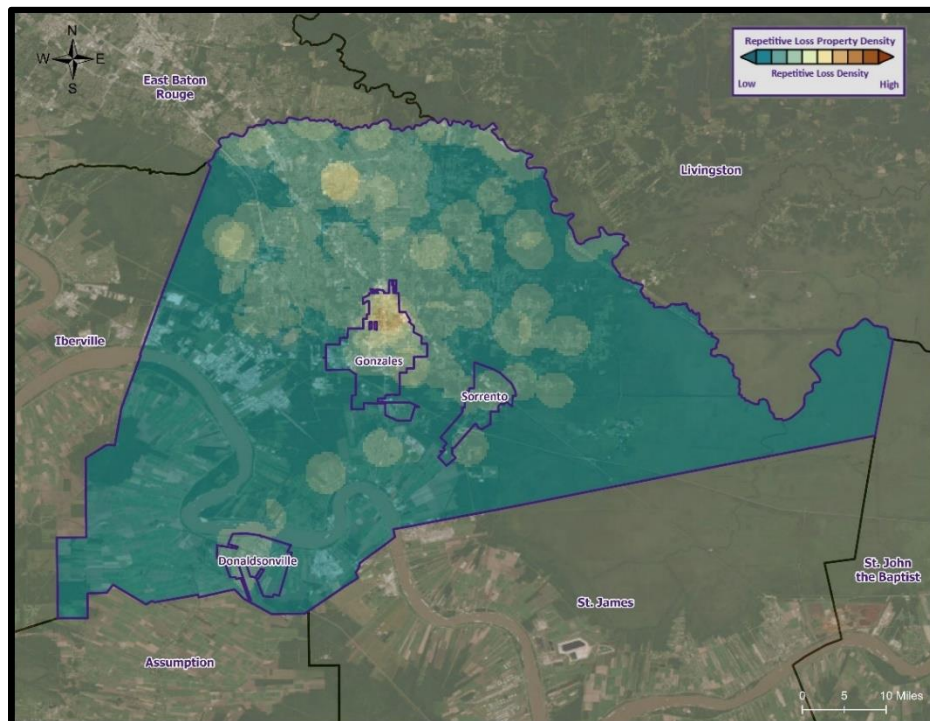 N
W E
S
Repetitive Loss Property Density
Repetitive Loss Density
Low High
East Baton
Rouge
Livingston
Iberville
Gonzales
Sorrento
Donaldsonville
St. John
the Baptist
St. James
Assumption
0 5 10 Miles